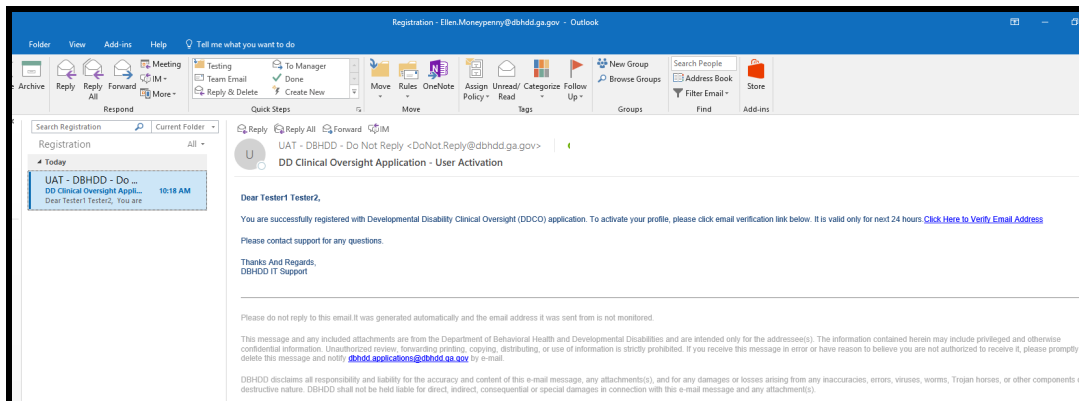 Registration - Ellen.Moneypenny@dbhdd.ga.gov - Outlook
Folder View Add-ins Help Tell me what you want to do
Archive Reply Reply All Forward Meeting IM More Respond
Testing To Manager
Team Email Done
Reply & Delete Create New
Quick Steps
Move Rules OneNote
Move
Assign Policy Unread/ Read Categorize Follow Up
Tags
New Group
Browse Groups
Groups
Search People
Address Book
Filter Email
Find
Store
Add-ins
Search Registration Current Folder
Registration All
Today
UAT - DBHDD - Do ...
DD Clinical Oversight Appli... 10:18 AM
Dear Tester1 Tester2, You are
Reply Reply All Forward IM
U
UAT - DBHDD - Do Not Reply <DoNot.Reply@dbhdd.ga.gov>
DD Clinical Oversight Application - User Activation
Dear Tester1 Tester2,
You are successfully registered with Developmental Disability Clinical Oversight (DDCO) application. To activate your profile, please click email verification link below. It is valid only for next 24 hours.Click Here to Verify Email Address
Please contact support for any questions.
Thanks And Regards,
DBHDD IT Support
Please do not reply to this email.It was generated automatically and the email address it was sent from is not monitored.
This message and any included attachments are from the Department of Behavioral Health and Developmental Disabilities and are intended only for the addressee(s). The information contained herein may include privileged and otherwise
confidential information. Unauthorized review, forwarding printing, copying, distributing, or use of information is strictly prohibited. If you receive this message in error or have reason to believe you are not authorized to receive it, please promptly
delete this message and notify dbhdd.applications@dbhdd.ga.gov by e-mail.
DBHDD disclaims all responsibility and liability for the accuracy and content of this e-mail message, any attachments(s), and for any damages or losses arising from any inaccuracies, errors, viruses, worms, Trojan horses, or other components
destructive nature. DBHDD shall not be held liable for direct, indirect, consequential or special damages in connection with this e-mail message and any attachment(s).